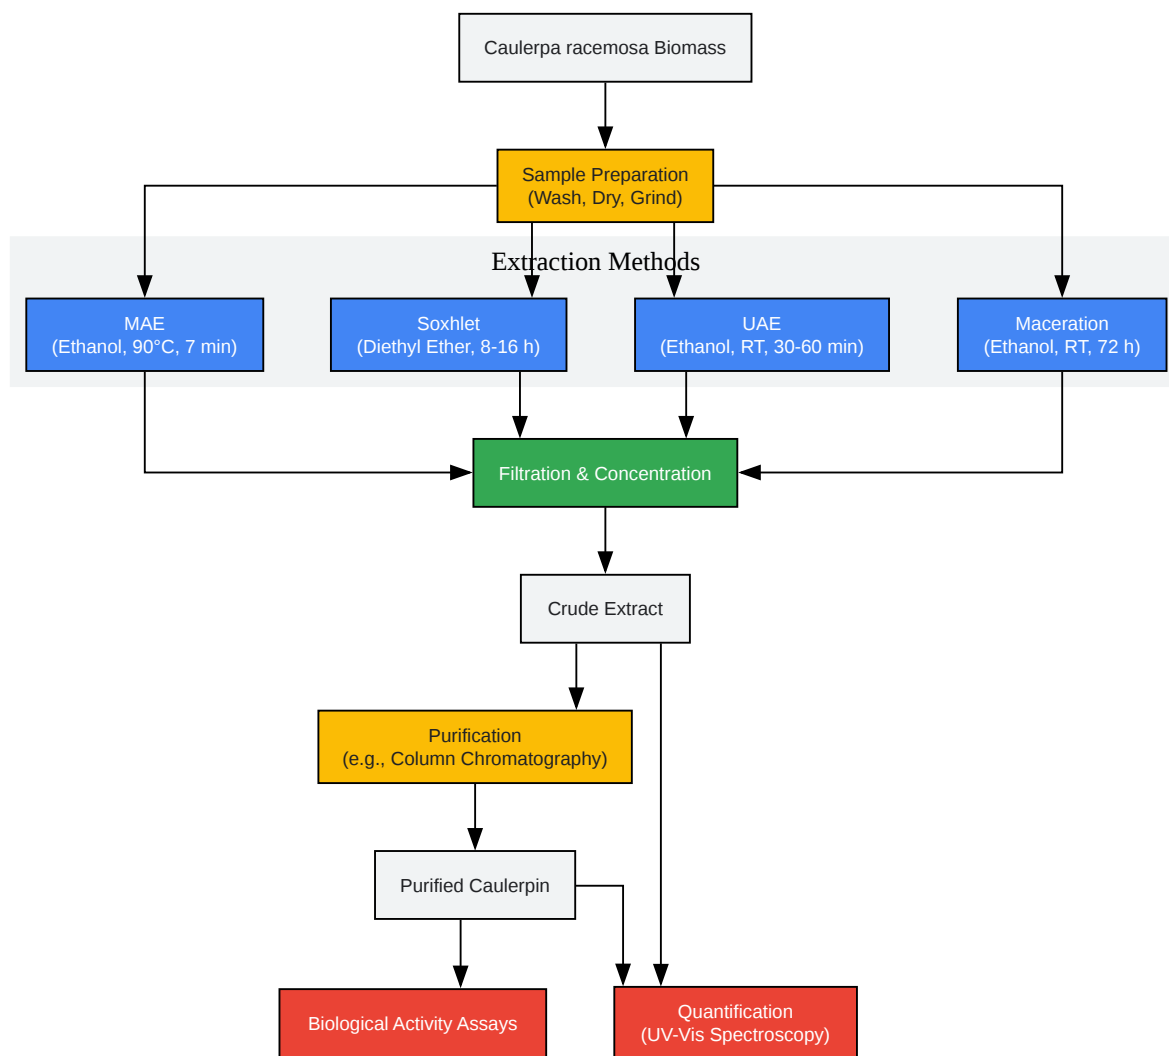 Caulerpa racemosa Biomass
Sample Preparation
(Wash, Dry, Grind)
Extraction Methods
MAE
(Ethanol, 90°C, 7 min)
Soxhlet
(Diethyl Ether, 8-16 h)
UAE
(Ethanol, RT, 30-60 min)
Maceration
(Ethanol, RT, 72 h)
Filtration & Concentration
Crude Extract
Purification
(e.g., Column Chromatography)
Purified Caulerpin
Biological Activity Assays
Quantification
(UV-Vis Spectroscopy)